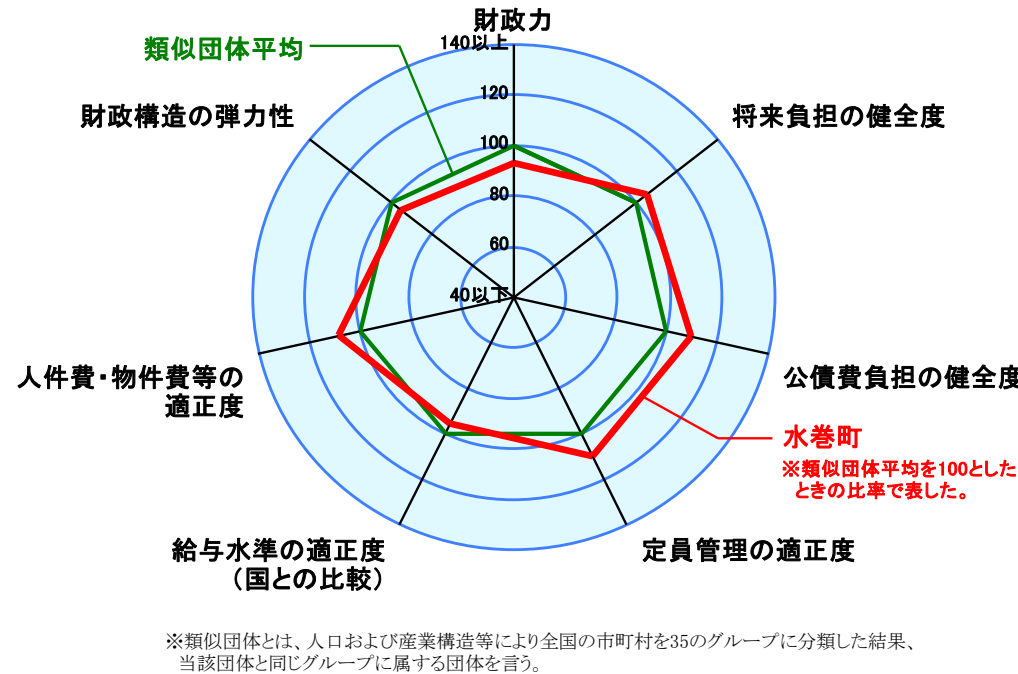 財政力
140以上
類似団体平均
120
財政構造の弾力性
将来負担の健全度
100
80
60
40以下
人件費・物件費等の
適正度
公債費負担の健全度
水巻町
※類似団体平均を100とした
ときの比率で表した。
給与水準の適正度
（国との比較）
定員管理の適正度
※類似団体とは、人口および産業構造等により全国の市町村を35のグループに分類した結果、
当該団体と同じグループに属する団体を言う。